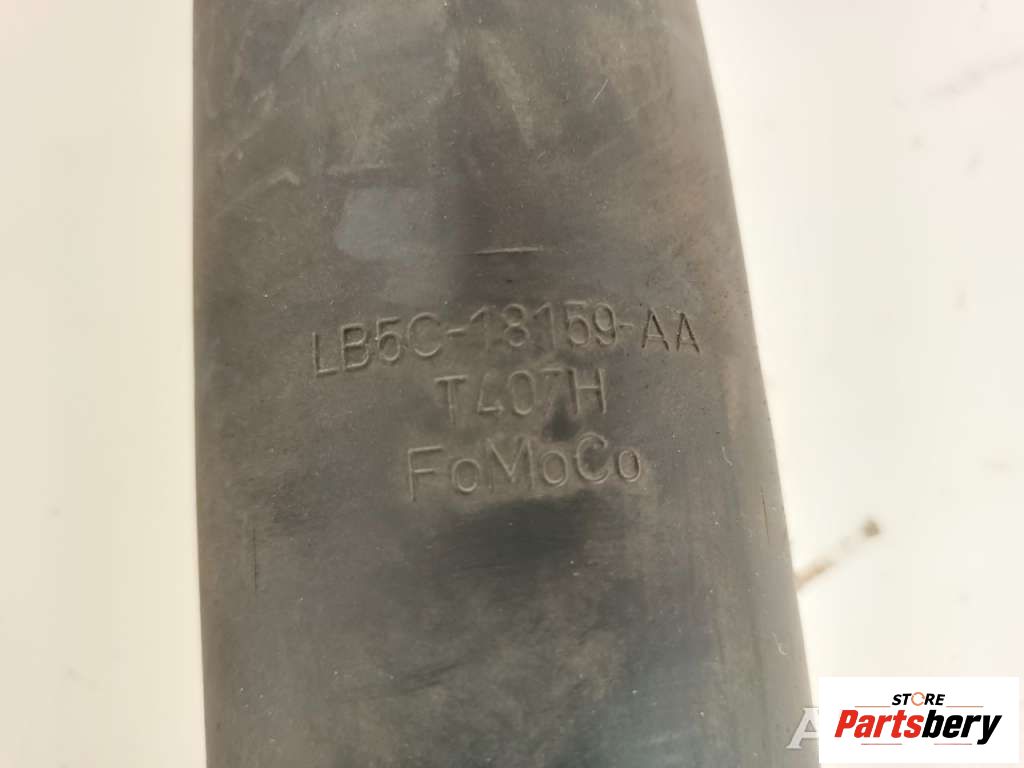 LB5C-18159-AA
T407H
FoMoCo
STORE
Partsbery